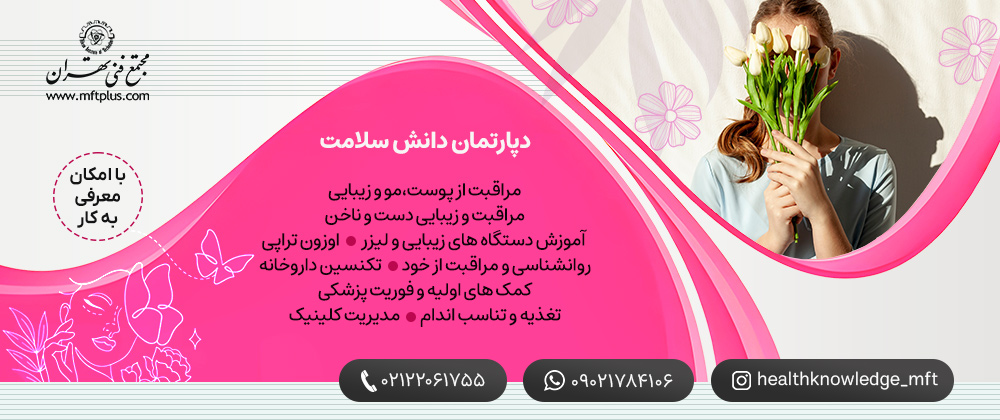 مجتمع فنی تهران
www.mftplus.com
با امکان
معرفی
به کار
دپارتمان دانش سلامت
مراقبت از پوست،مو و زیبایی
مراقبت و زیبایی دست و ناخن
آموزش دستگاه های زیبایی و لیزر ● اوزون تراپی
روانشناسی و مراقبت از خود ● تکنسین داروخانه
کمک های اولیه و فوریت پزشکی
تغذیه و تناسب اندام ● مدیریت کلینیک
۰۲۱۲۲۰۶۱۷۵۵
۰۹۰۲۱۷۸۴۱۰۶
healthknowledge_mft